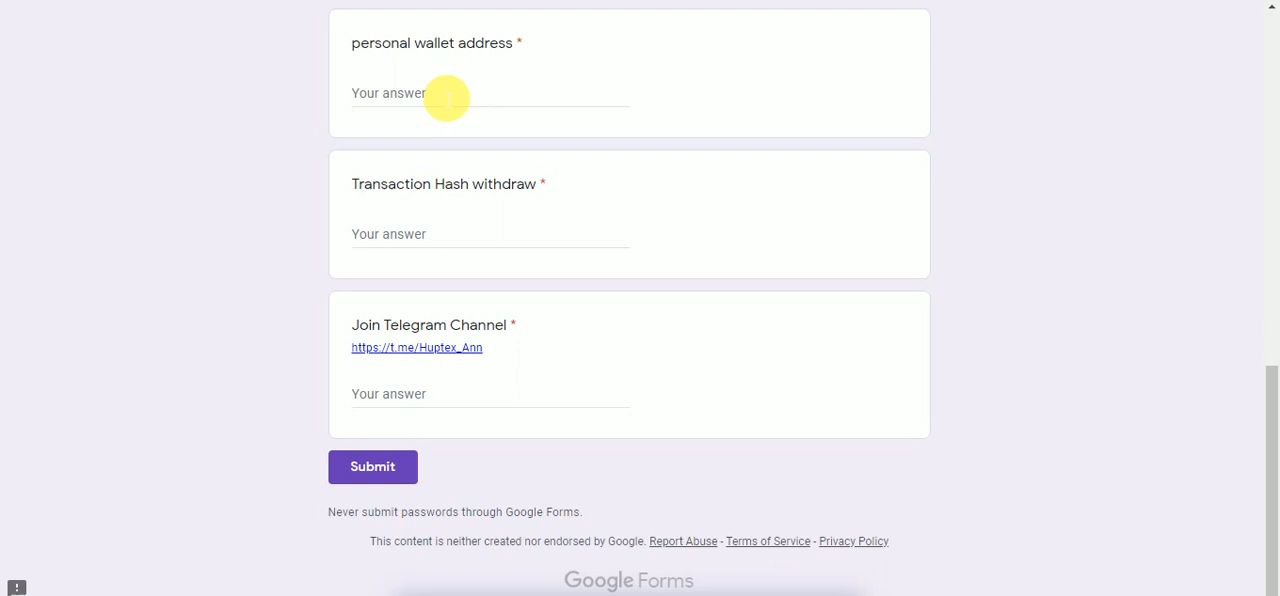 personal wallet address *
Your answer
Transaction Hash withdraw *
Your answer
Join Telegram Channel *
https://t.me/Huptex_Ann
Your answer
Submit
Never submit passwords through Google Forms.
This content is neither created nor endorsed by Google. Report Abuse - Terms of Service - Privacy Policy
Google Forms
!